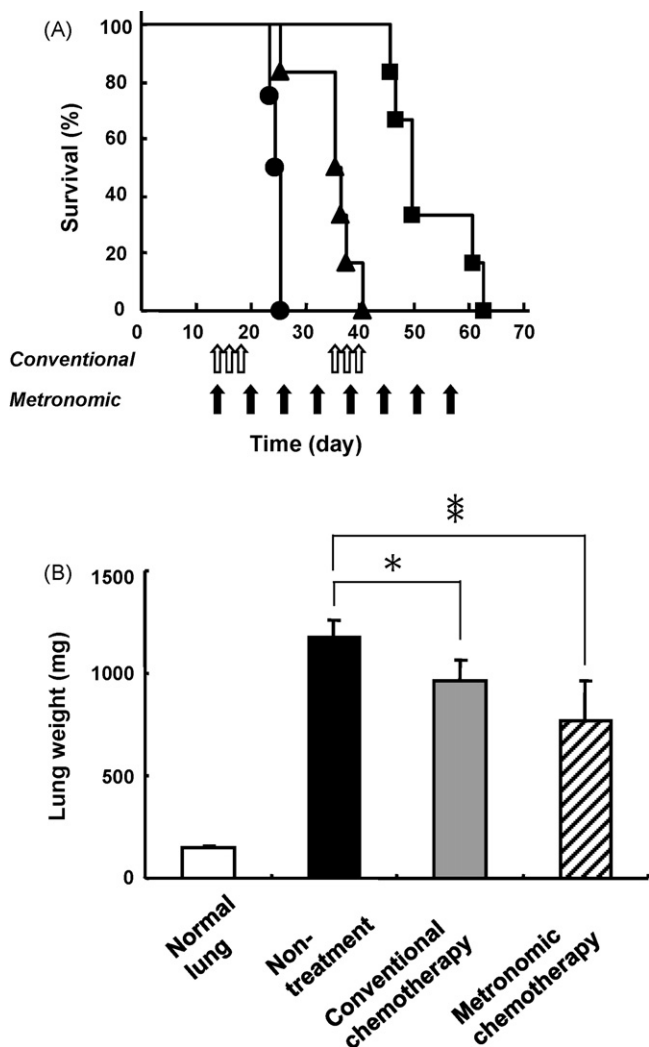 (A)
100
80
60
40
20
0
Survival (%)
0 10 20 30 40 50 60 70
Conventional
Metronomic
Time (day)
(B)
**
*
1500
1000
500
0
Lung weight (mg)
Normal
lung
Non-
treatment
Conventional
chemotherapy
Metronomic
chemotherapy